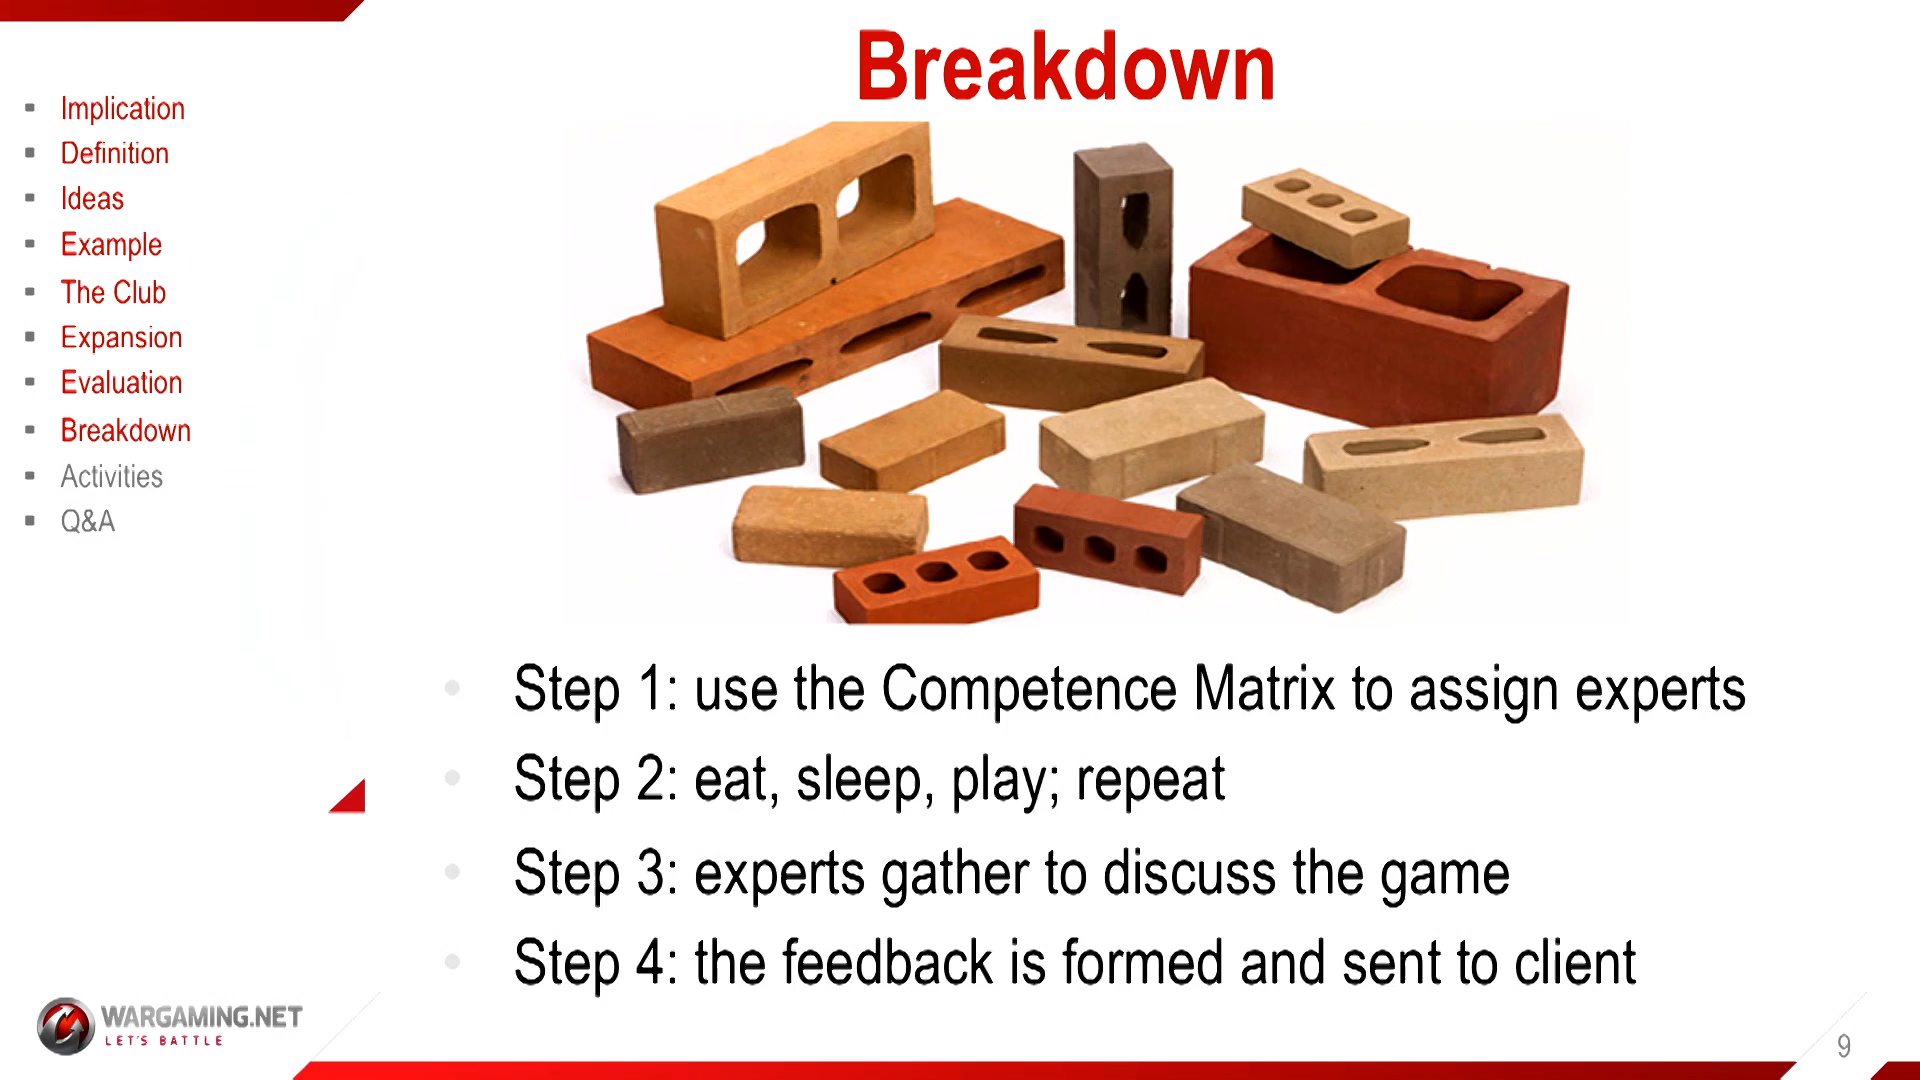 Breakdown
Implication
Definition
Ideas
Example
The Club
Expansion
Evaluation
Breakdown
Activities
Q&A
Step 1: use the Competence Matrix to assign experts
Step 2: eat, sleep, play; repeat
Step 3: experts gather to discuss the game
Step 4: the feedback is formed and sent to client
WARGAMING.NET
LET'S BATTLE
9